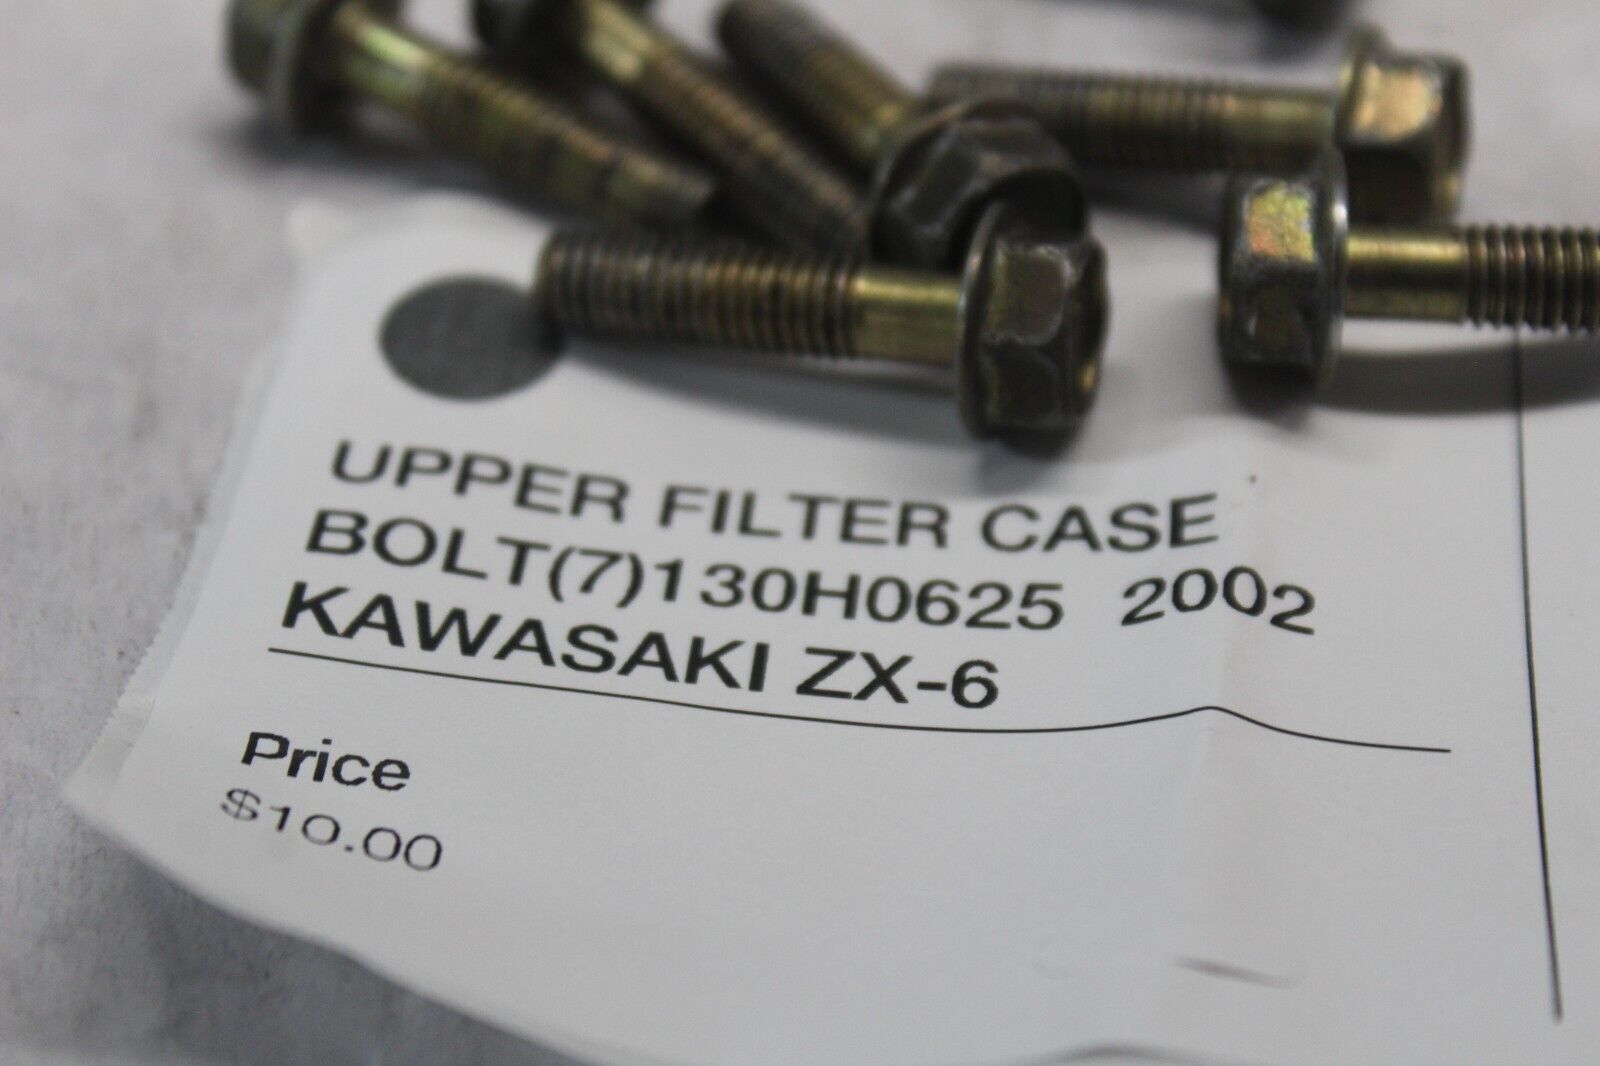 UPPER FILTER CASE
BOLT(7)130H0625 2002
KAWASAKI ZX-6
Price
$10.00